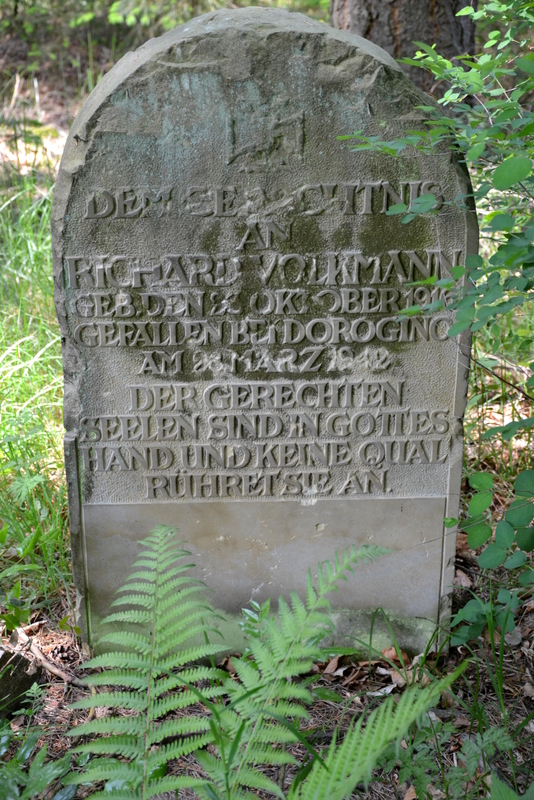 DEM GEDÆCHTNIS
AN
RICHARD VOLKMANN
GEB. DEN OKTOBER
GEFALLEN BEI DOROGINO
AM MÄRZ 1942
DER GERECHTEN
SEELEN SIND IN GOTTES
HAND UND KEINE QUAL
RÜHRET SIE AN.